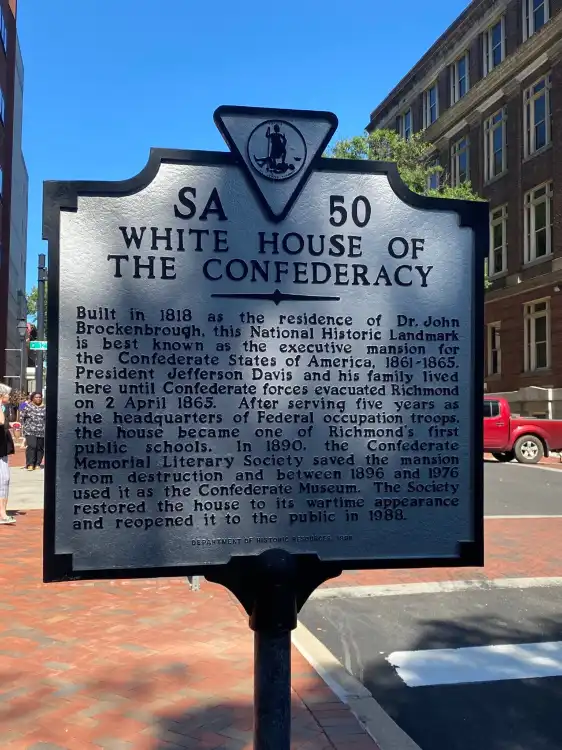 SA 50
WHITE HOUSE OF
THE CONFEDERACY
Built in 1818 as the residence of Dr. John
Brockenbrough, this National Historic Landmark
is best known as the executive mansion for
the Confederate States of America, 1861-1865.
President Jefferson Davis and his family lived
here until Confederate forces evacuated Richmond
on 2 April 1865. After serving five years as
the headquarters of Federal occupation troops,
the house became one of Richmond's first
public schools. In 1890, the Confederate
Memorial Literary Society saved the mansion
from destruction and between 1896 and 1976
used it as the Confederate Museum. The Society
restored the house to its wartime appearance
and reopened it to the public in 1988.
DEPARTMENT OF HISTORIC RESOURCES,